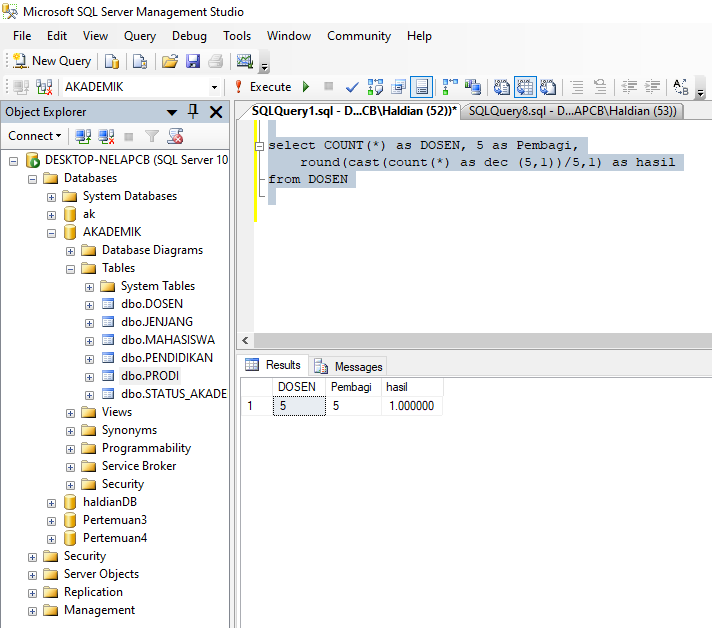 Microsoft SQL Server Management Studio
File Edit View Query Debug Tools Window Community Help
New Query
AKADEMIK Execute
Object Explorer
Connect
DESKTOP-NELAPCB (SQL Server 10
Databases
System Databases
ak
AKADEMIK
Database Diagrams
Tables
System Tables
dbo.DOSEN
dbo.JENJANG
dbo.MAHASISWA
dbo.PENDIDIKAN
dbo.PRODI
dbo.STATUS_AKADE
Views
Synonyms
Programmability
Service Broker
Security
haldianDB
Pertemuan3
Pertemuan4
Security
Server Objects
Replication
Management
SQLQuery1.sql - D...CB\Haldian (52))* SQLQuery8.sql - D...APCB\Haldian (53))
select COUNT(*) as DOSEN, 5 as Pembagi,
round(cast(count(*) as dec (5,1))/5,1) as hasil
from DOSEN
Results Messages
DOSEN Pembagi hasil
1 5 5 1.000000